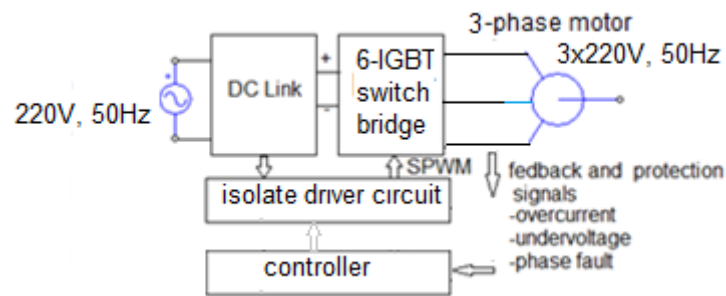 3-phase motor
3x220V, 50Hz
220V, 50Hz
DC Link
+
-
6-IGBT
switch
bridge
SPWM
isolate driver circuit
controller
fedback and protection
signals
-overcurrent
-undervoltage
-phase fault